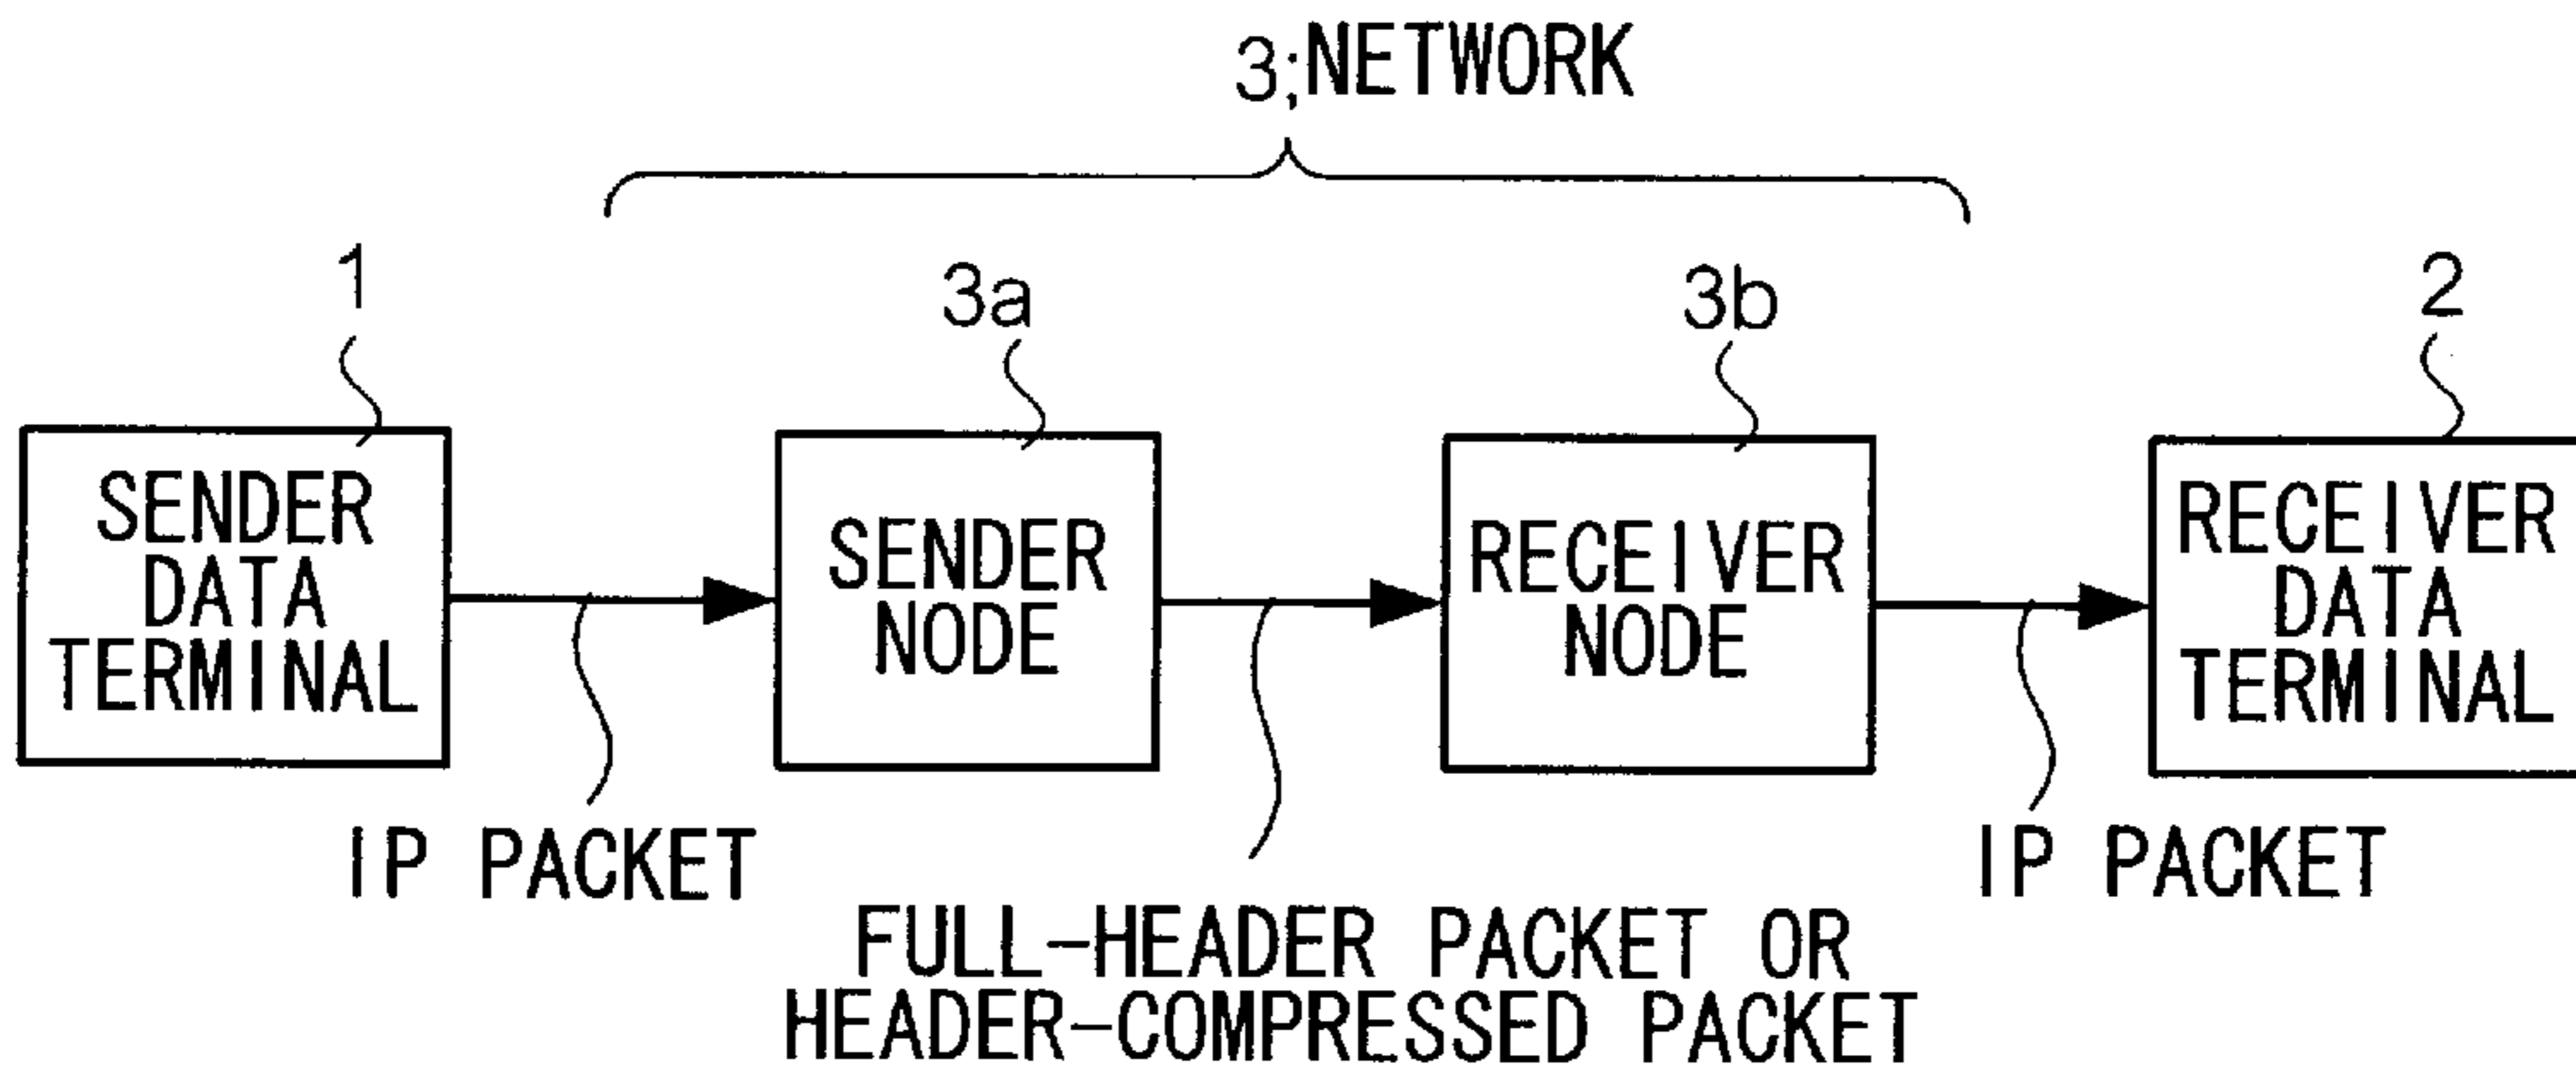 3;NETWORK
1
3a
3b
2
SENDER
DATA
TERMINAL
SENDER
NODE
RECEIVER
NODE
RECEIVER
DATA
TERMINAL
IP PACKET
FULL-HEADER PACKET OR
HEADER-COMPRESSED PACKET
IP PACKET